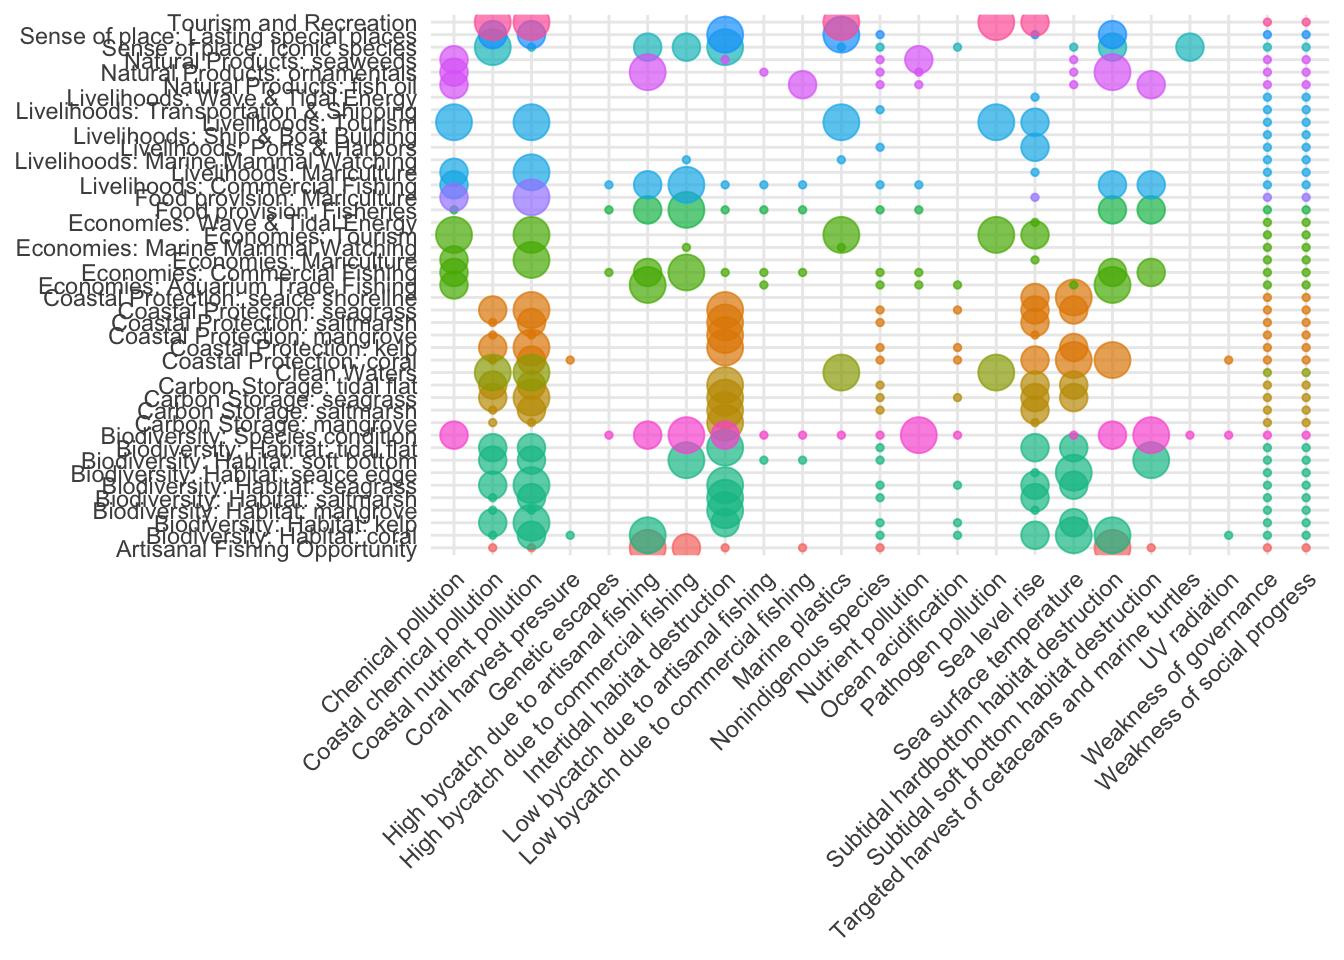 Tourism and Recreation
Sense of place: Lasting special places
Sense of place: Iconic species
Natural Products: seaweeds
Natural Products: ornamentals
Natural Products: fish oil
Livelihoods: Wave & Tidal Energy
Livelihoods: Transportation & Shipping
Livelihoods: Tourism
Livelihoods: Ship & Boat Building
Livelihoods: Ports & Harbors
Livelihoods: Marine Mammal Watching
Livelihoods: Mariculture
Livelihoods: Commercial Fishing
Food provision: Mariculture
Food provision: Fisheries
Economies: Wave & Tidal Energy
Economies: Tourism
Economies: Marine Mammal Watching
Economies: Mariculture
Economies: Commercial Fishing
Economies: Aquarium Trade Fishing
Coastal Protection: seaice shoreline
Coastal Protection: seagrass
Coastal Protection: saltmarsh
Coastal Protection: mangrove
Coastal Protection: kelp
Coastal Protection: coral
Clean Waters
Carbon Storage: tidal flat
Carbon Storage: seagrass
Carbon Storage: saltmarsh
Carbon Storage: mangrove
Biodiversity: Species condition
Biodiversity: Habitat: tidal flat
Biodiversity: Habitat: soft bottom
Biodiversity: Habitat: seaice edge
Biodiversity: Habitat: seagrass
Biodiversity: Habitat: saltmarsh
Biodiversity: Habitat: mangrove
Biodiversity: Habitat: kelp
Biodiversity: Habitat: coral
Artisanal Fishing Opportunity
Chemical pollution
Coastal chemical pollution
Coastal nutrient pollution
Coral harvest pressure
Genetic escapes
High bycatch due to artisanal fishing
High bycatch due to commercial fishing
Intertidal habitat destruction
Low bycatch due to artisanal fishing
Low bycatch due to commercial fishing
Marine plastics
Nonindigenous species
Nutrient pollution
Ocean acidification
Pathogen pollution
Sea level rise
Sea surface temperature
Subtidal hardbottom habitat destruction
Subtidal soft bottom habitat destruction
Targeted harvest of cetaceans and marine turtles
UV radiation
Weakness of governance
Weakness of social progress